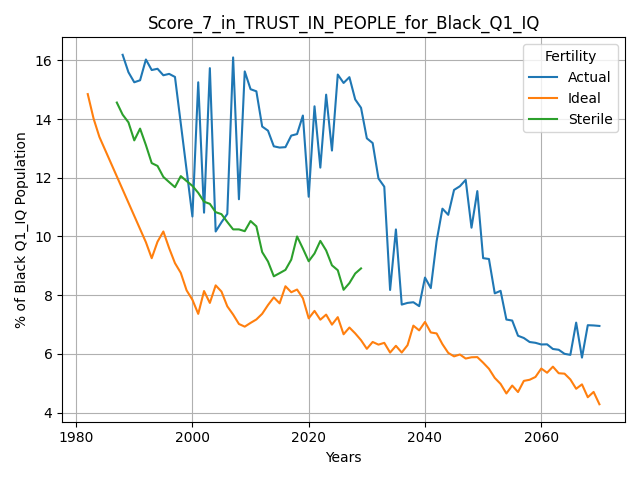 Score_7_in_TRUST_IN_PEOPLE_for_Black_Q1_IQ
Fertility
Actual
Ideal
Sterile
% of Black Q1_IQ Population
16
14
12
10
8
6
4
1980 2000 2020 2040 2060
Years